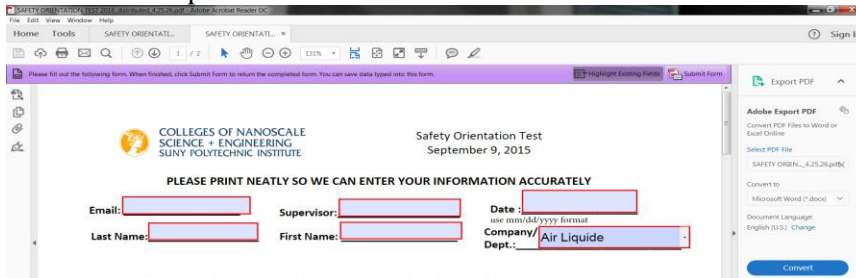 SAFETY ORIENTATION TEST 2016_distributed_4.25.26.pdf - Adobe Acrobat Reader DC
File Edit View Window Help
Home Tools SAFETY ORIENTATI... SAFETY ORIENTATI... × Sign I
1 / 2 131%
Please fill out the following form. When finished, click Submit Form to return the completed form. You can save data typed into this form. Highlight Existing Fields Submit Form
Export PDF
COLLEGES OF NANOSCALE
SCIENCE + ENGINEERING
SUNY POLYTECHNIC INSTITUTE
Safety Orientation Test
September 9, 2015
PLEASE PRINT NEATLY SO WE CAN ENTER YOUR INFORMATION ACCURATELY
Email: Supervisor: Date :
use mm/dd/yyyy format
Last Name: First Name: Company/
Dept.: Air Liquide
Adobe Export PDF
Convert PDF Files to Word or
Excel Online
Select PDF File
SAFETY ORIEN..._4.25.26.pdf
Convert to
Microsoft Word (*.docx)
Document Language:
English (U.S.) Change
Convert